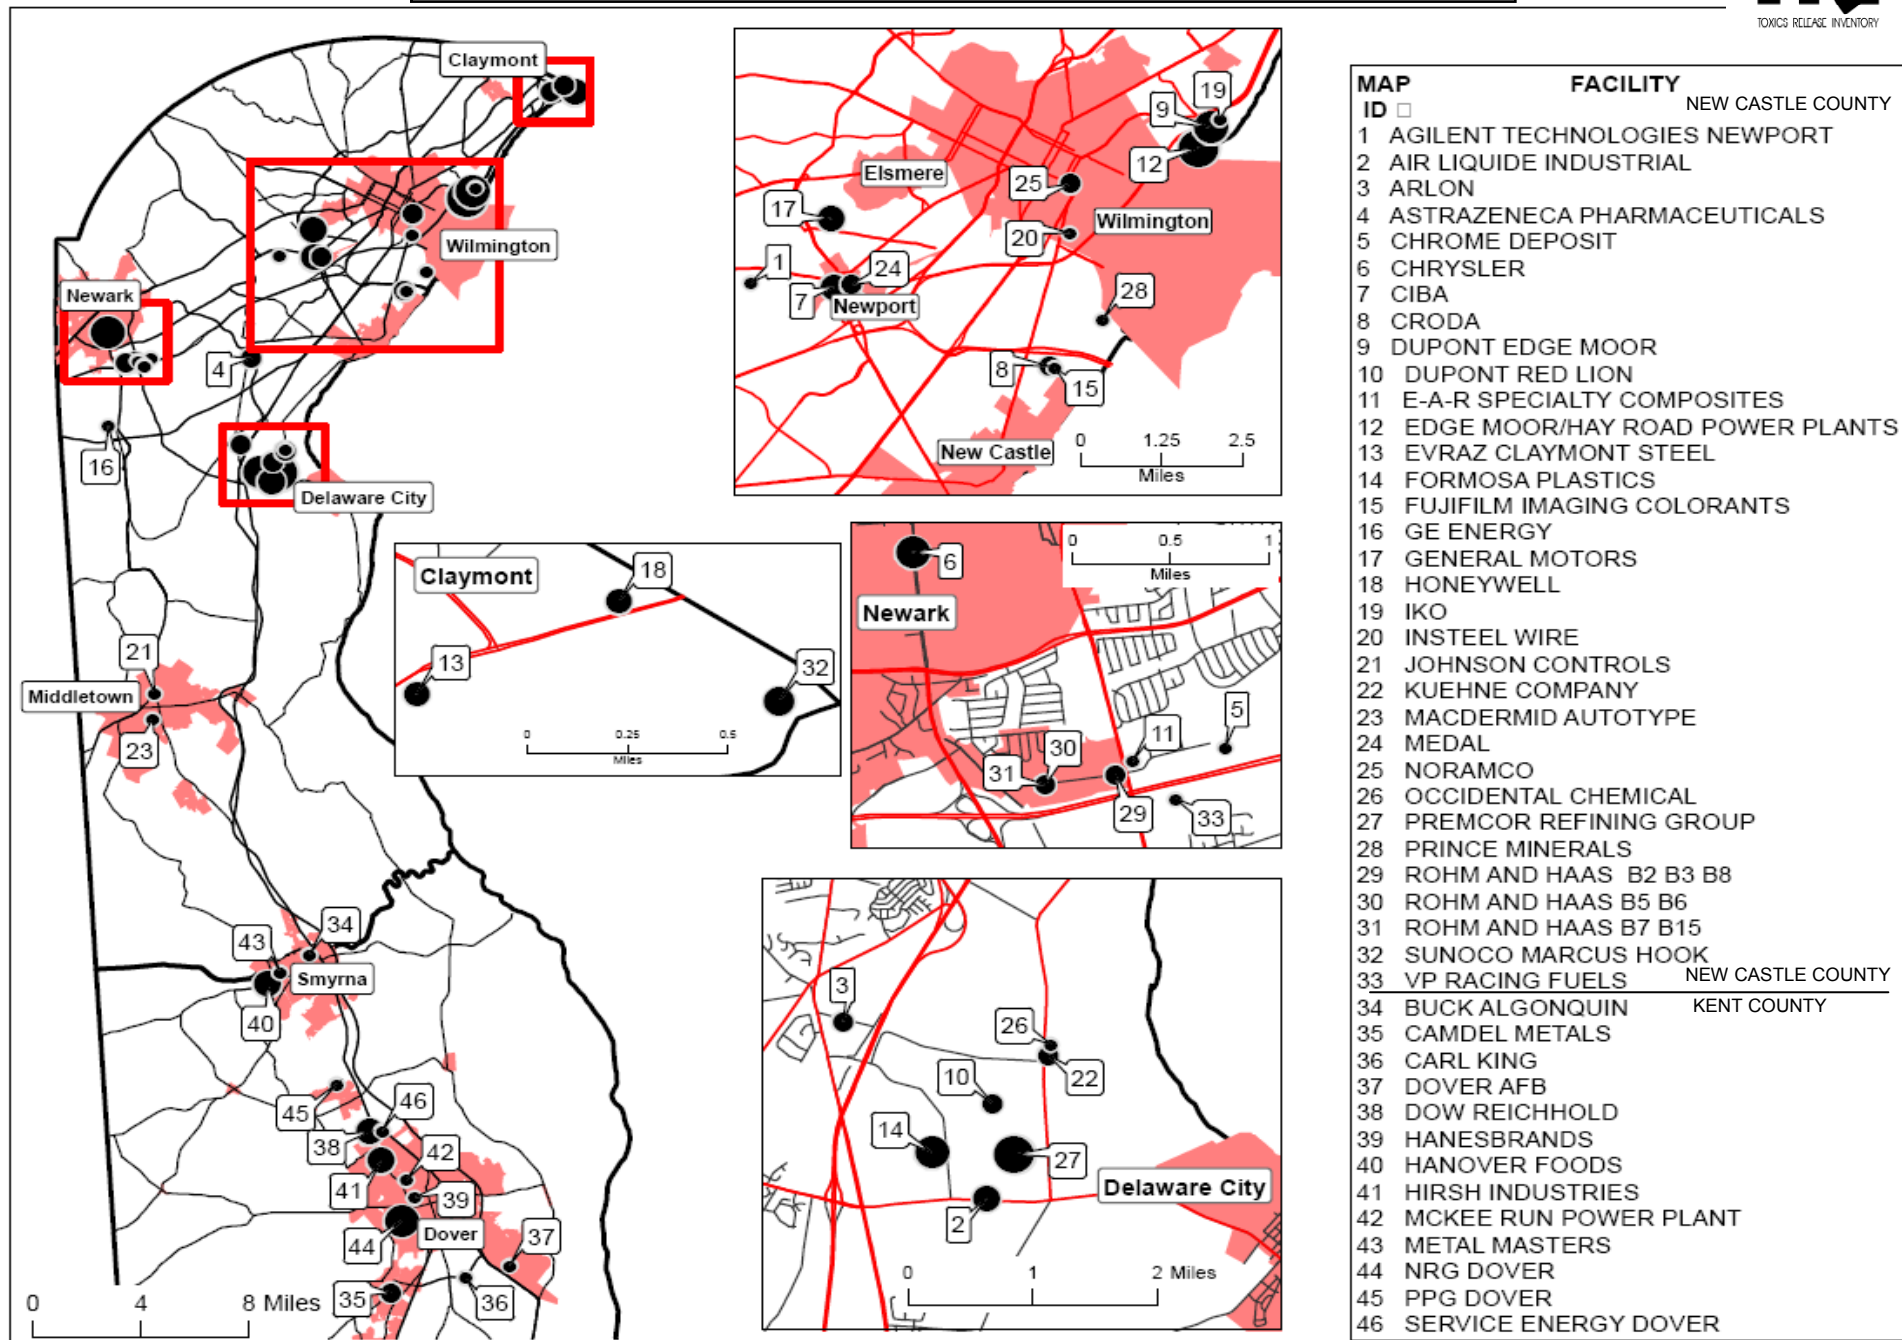 TOXICS RELEASE INVENTORY
Claymont
Wilmington
Newark
4
16
Delaware City
21
Middletown
23
34
43
Smyrna
40
45
46
38
42
41
39
Dover
44
37
35
36
0 4 8 Miles
19
9
12
Elsmere
25
17
Wilmington
20
1
24
7
Newport
28
8
15
New Castle
0 1.25 2.5
Miles
Claymont
18
13
32
0 0.25 0.5
Miles
0 0.5 1
Miles
6
Newark
5
11
30
31
29
33
3
26
22
10
14
27
Delaware City
2
0 1 2 Miles
MAP FACILITY
ID □ NEW CASTLE COUNTY
1 AGILENT TECHNOLOGIES NEWPORT
2 AIR LIQUIDE INDUSTRIAL
3 ARLON
4 ASTRAZENECA PHARMACEUTICALS
5 CHROME DEPOSIT
6 CHRYSLER
7 CIBA
8 CRODA
9 DUPONT EDGE MOOR
10 DUPONT RED LION
11 E-A-R SPECIALTY COMPOSITES
12 EDGE MOOR/HAY ROAD POWER PLANTS
13 EVRAZ CLAYMONT STEEL
14 FORMOSA PLASTICS
15 FUJIFILM IMAGING COLORANTS
16 GE ENERGY
17 GENERAL MOTORS
18 HONEYWELL
19 IKO
20 INSTEEL WIRE
21 JOHNSON CONTROLS
22 KUEHNE COMPANY
23 MACDERMID AUTOTYPE
24 MEDAL
25 NORAMCO
26 OCCIDENTAL CHEMICAL
27 PREMCOR REFINING GROUP
28 PRINCE MINERALS
29 ROHM AND HAAS B2 B3 B8
30 ROHM AND HAAS B5 B6
31 ROHM AND HAAS B7 B15
32 SUNOCO MARCUS HOOK
33 VP RACING FUELS NEW CASTLE COUNTY
34 BUCK ALGONQUIN KENT COUNTY
35 CAMDEL METALS
36 CARL KING
37 DOVER AFB
38 DOW REICHHOLD
39 HANESBRANDS
40 HANOVER FOODS
41 HIRSH INDUSTRIES
42 MCKEE RUN POWER PLANT
43 METAL MASTERS
44 NRG DOVER
45 PPG DOVER
46 SERVICE ENERGY DOVER